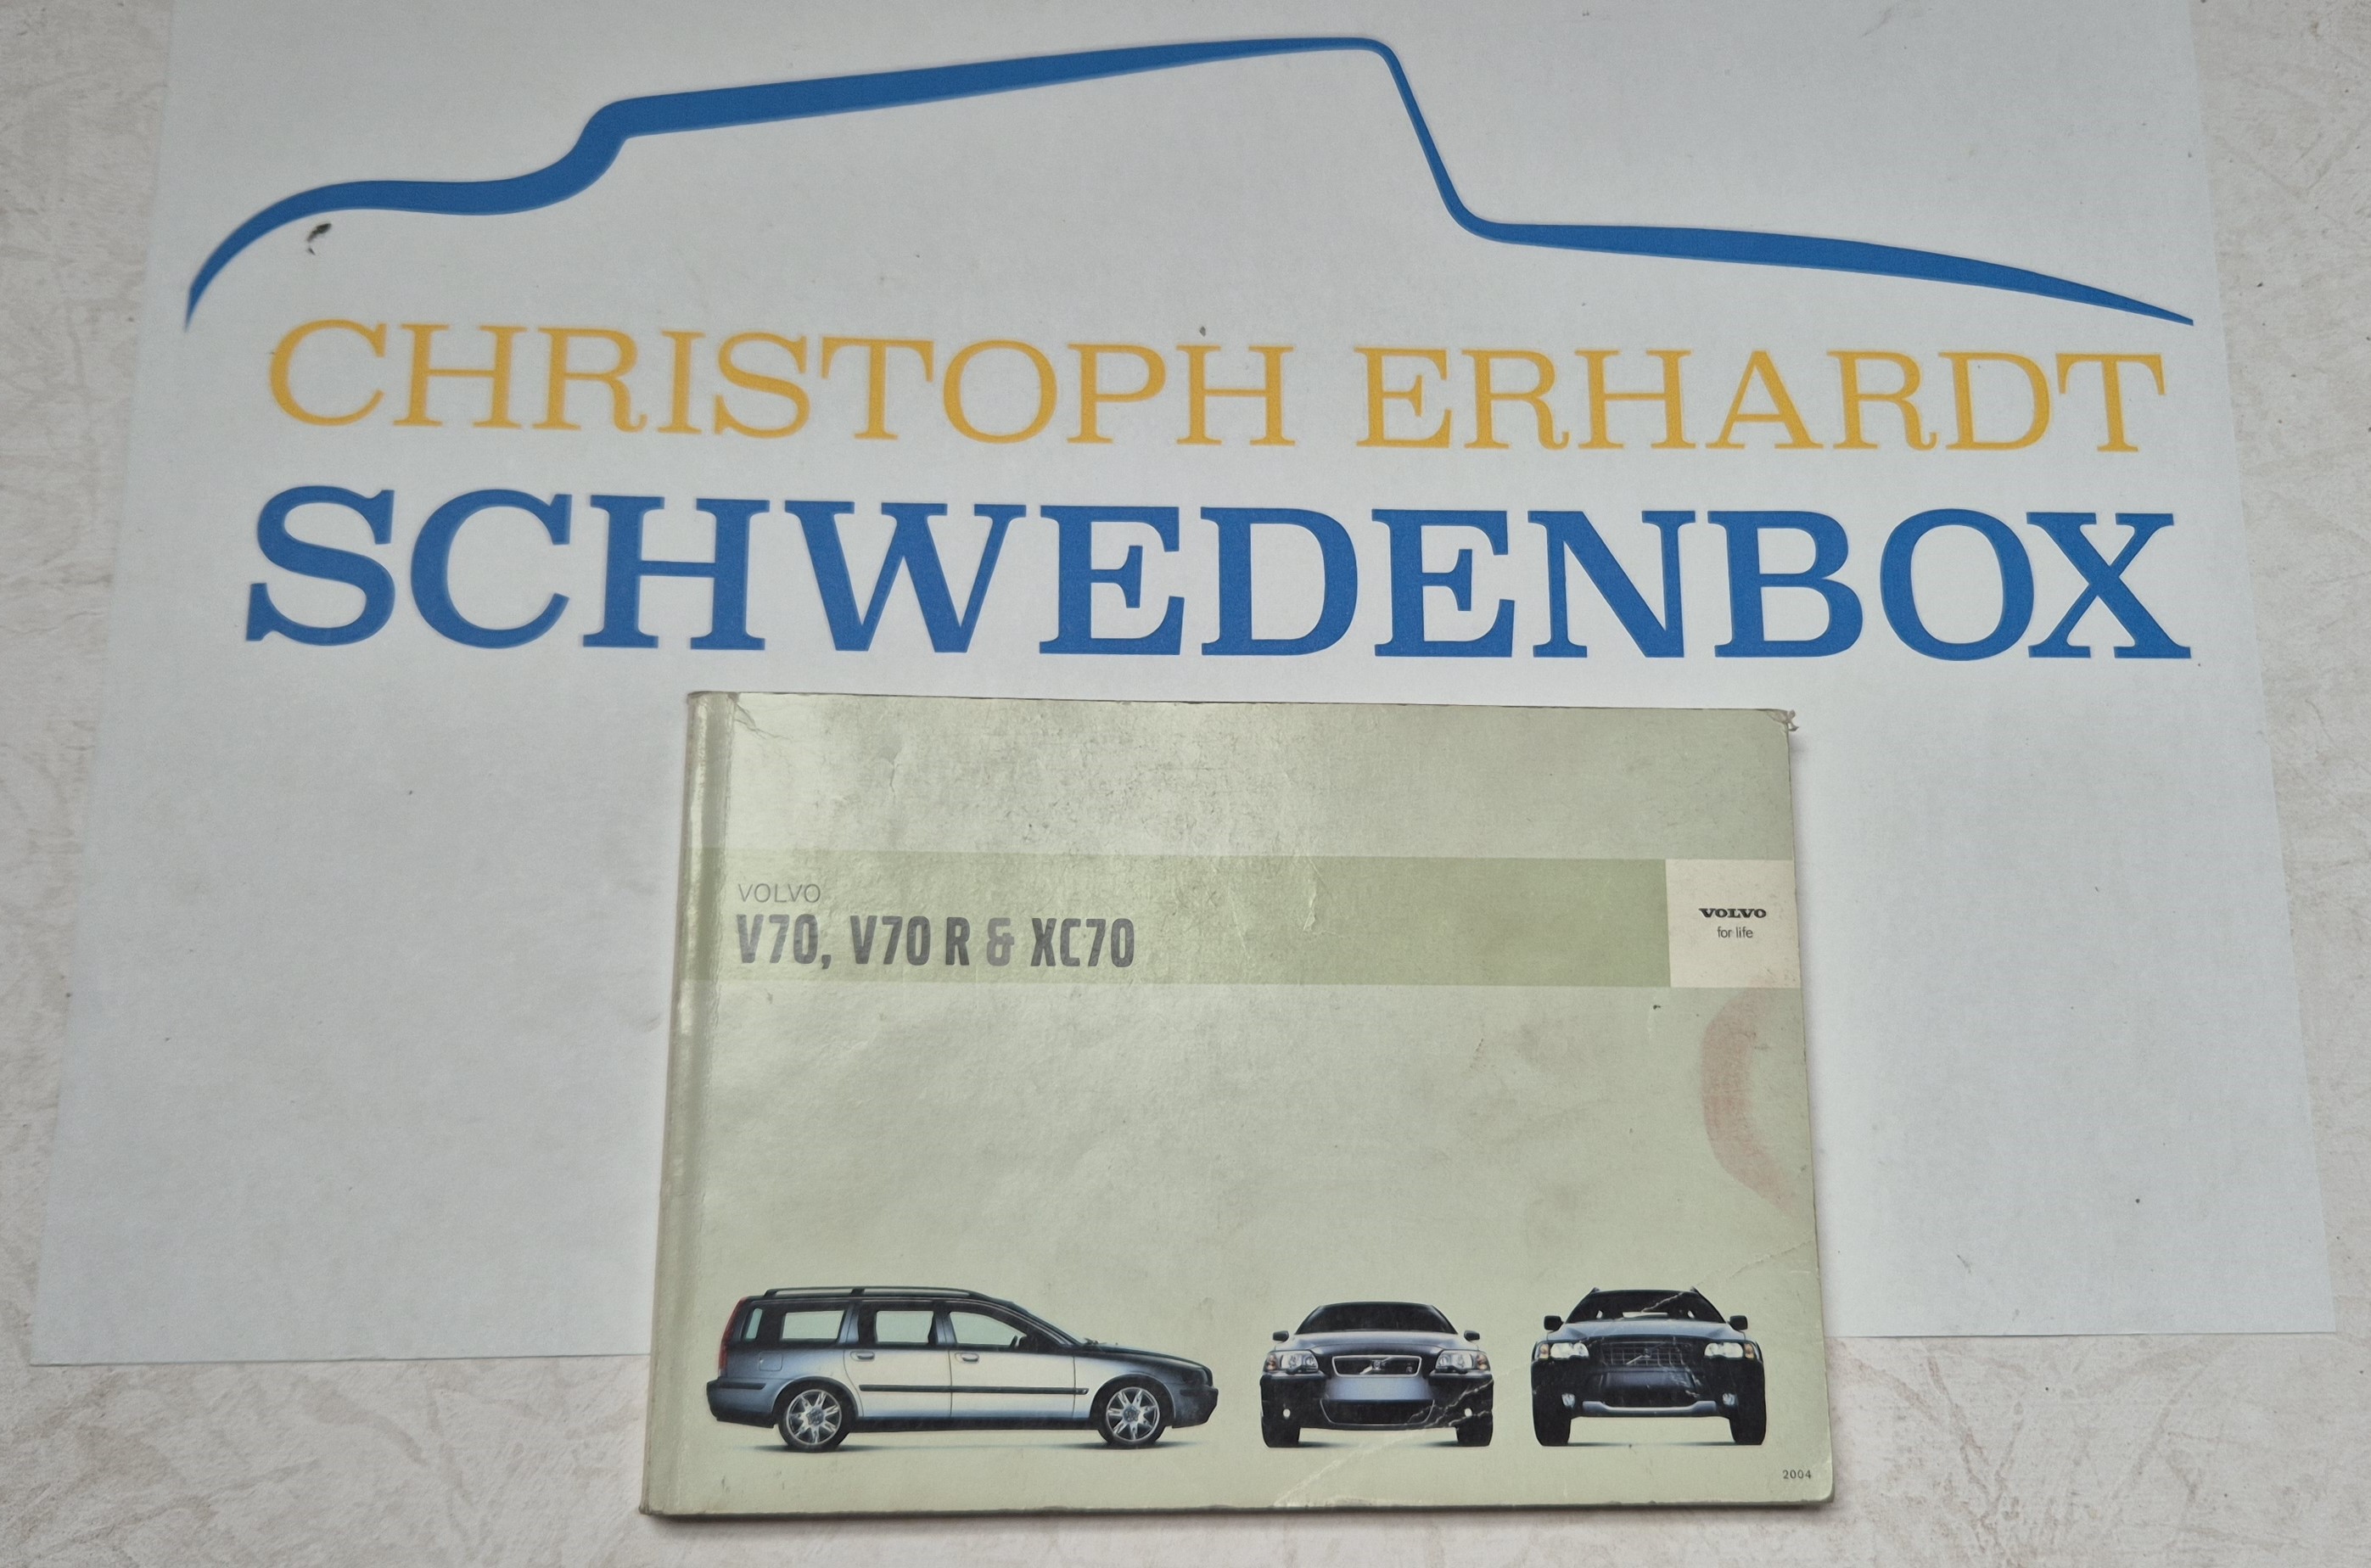 CHRISTOPH ERHARDT
SCHWEDENBOX
VOLVO
V70, V70 R & XC70
VOLVO
for life
2004